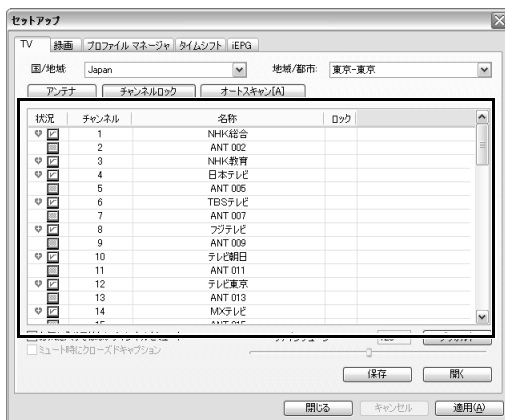 セットアップ
TV 録画 プロファイル マネージャ タイムシフト iEPG
国/地域: Japan 地域/都市: 東京-東京
アンテナ チャンネルロック オートスキャン[A]
状況 チャンネル 名称 ロック
1 NHK総合
2 ANT 002
3 NHK教育
4 日本テレビ
5 ANT 005
6 TBSテレビ
7 ANT 007
8 フジテレビ
9 ANT 009
10 テレビ朝日
11 ANT 011
12 テレビ東京
13 ANT 013
14 MXテレビ
15 ANT 015
ミュート時にクローズドキャプション
保存 開く
閉じる キャンセル 適用(A)